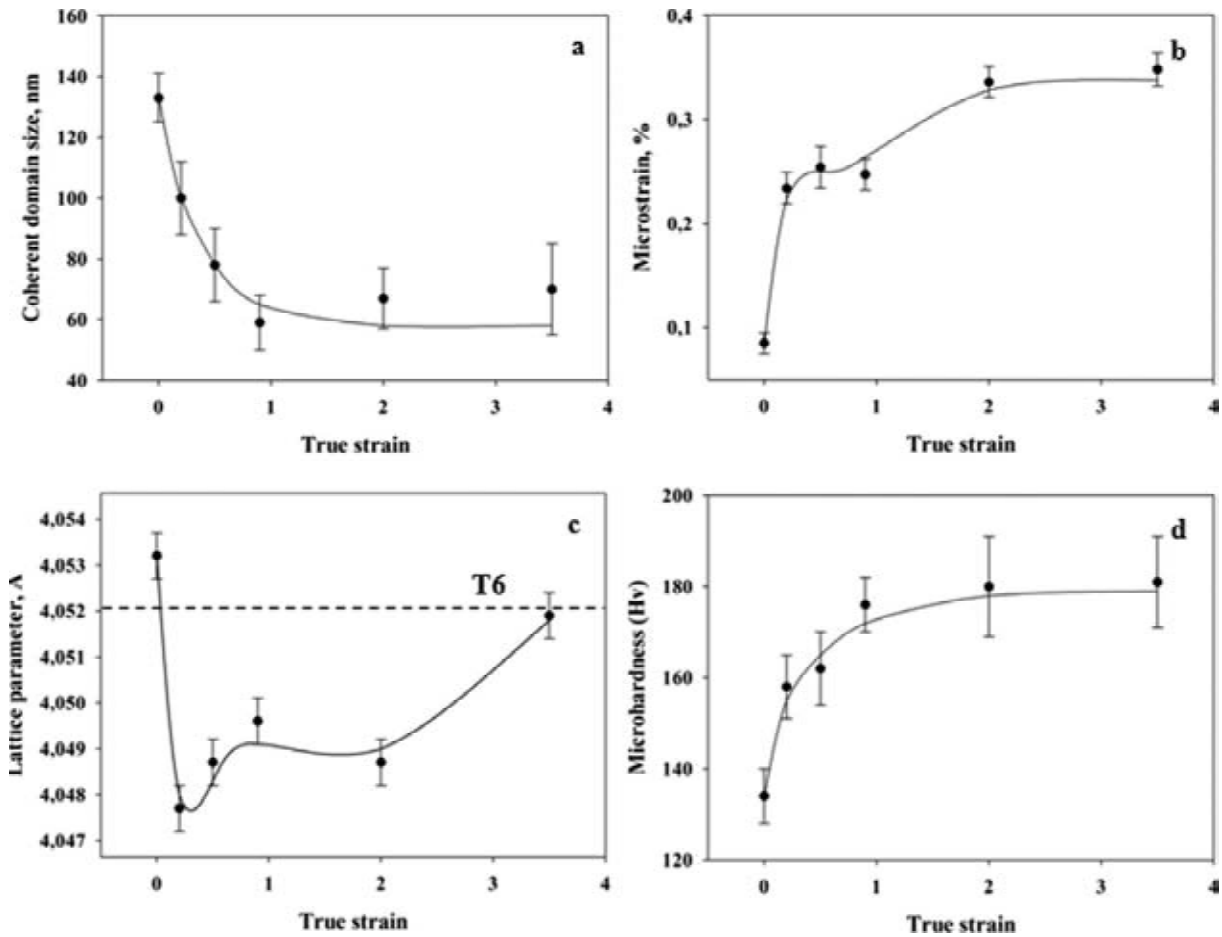 a
160
140
120
100
80
60
40
Coherent domain size, nm
0 1 2 3 4
True strain
b
0,4
0,3
0,2
0,1
Microstrain, %
0 1 2 3 4
True strain
c
4,054
4,053
4,052
4,051
4,050
4,049
4,048
4,047
Lattice parameter, A
T6
0 1 2 3 4
True strain
d
200
180
160
140
120
Microhardness (Hv)
0 1 2 3 4
True strain